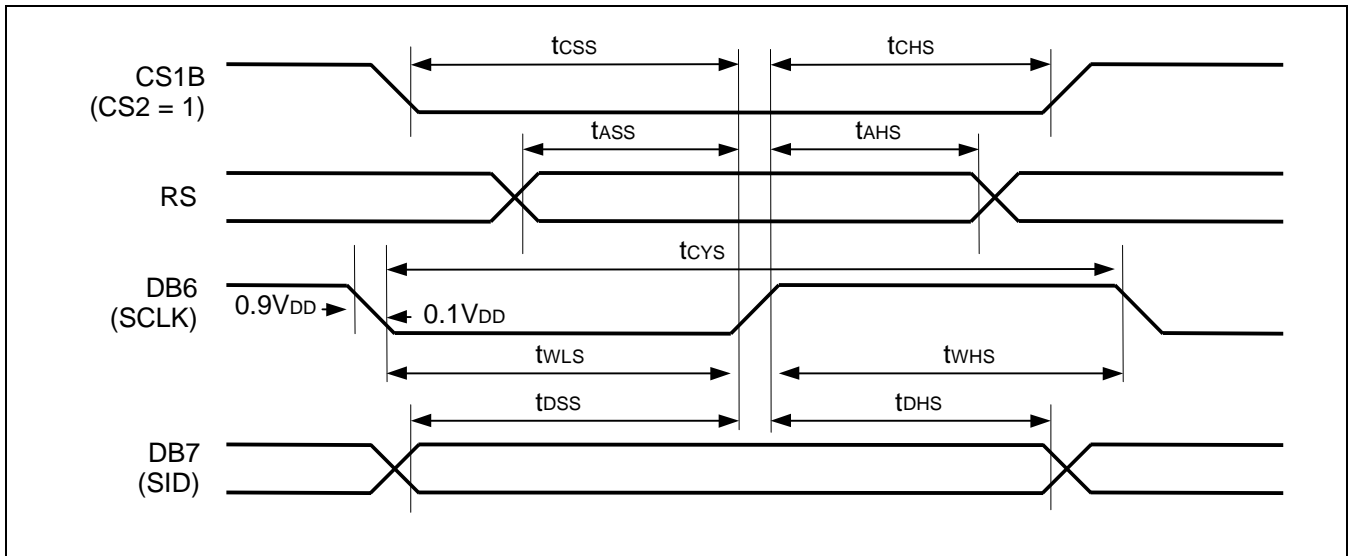 tCSS tCHS
CS1B
(CS2 = 1)
tASS tAHS
RS
tCYS
DB6
(SCLK)
0.9VDD 0.1VDD
tWLS tWHS
tDSS tDHS
DB7
(SID)